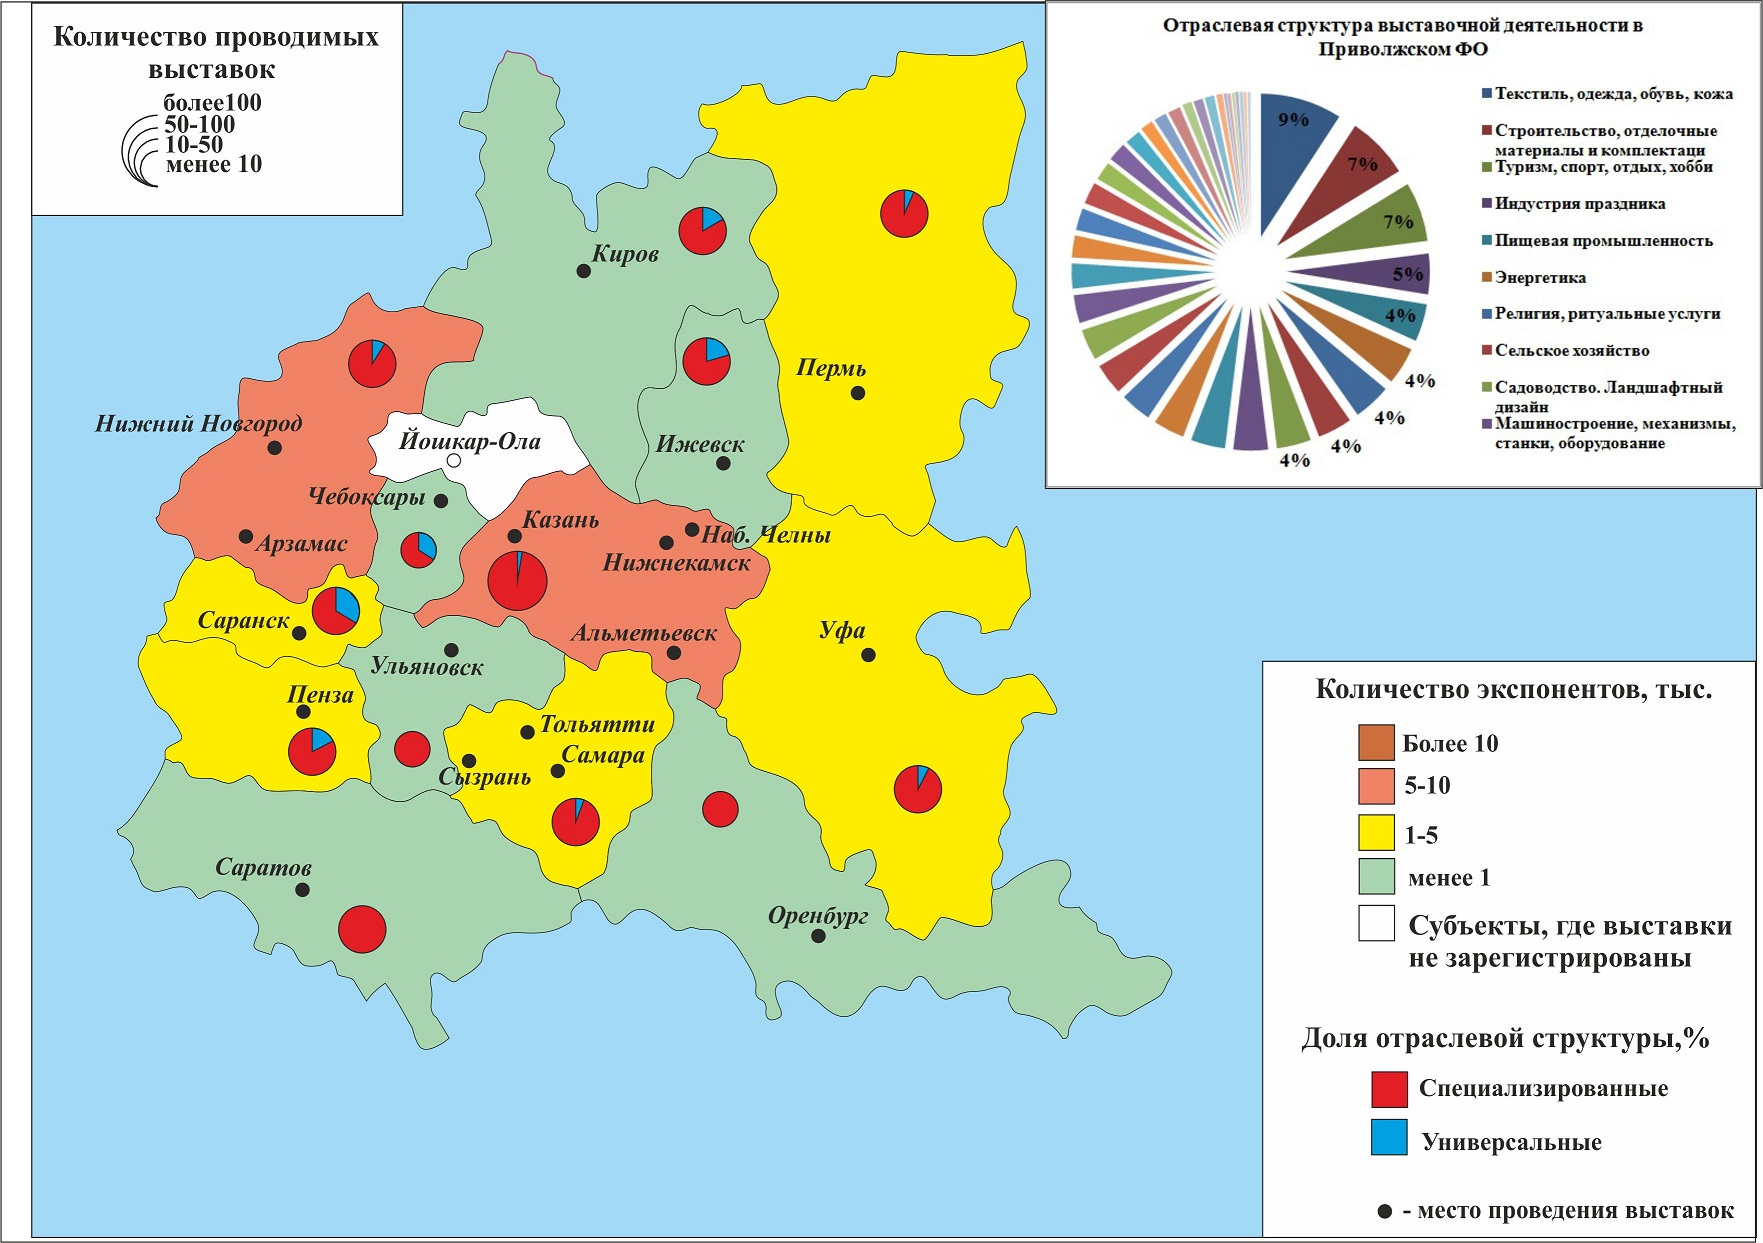 Количество проводимых
выставок
более100
50-100
10-50
менее 10
Отраслевая структура выставочной деятельности в
Приволжском ФО
9%
7%
7%
5%
4%
4%
4%
4%
4%
Текстиль, одежда, обувь, кожа
Строительство, отделочные
материалы и комплектаци
Туризм, спорт, отдых, хобби
Индустрия праздника
Пищевая промышленность
Энергетика
Религия, ритуальные услуги
Сельское хозяйство
Садоводство. Ландшафтный
дизайн
Машиностроение, механизмы,
станки, оборудование
Киров
Пермь
Нижний Новгород
Йошкар-Ола
Ижевск
Чебоксары
Казань
Наб. Челны
Арзамас
Нижнекамск
Саранск
Альметьевск
Уфа
Ульяновск
Пенза
Тольятти
Самара
Сызрань
Саратов
Оренбург
Количество экспонентов, тыс.
Более 10
5-10
1-5
менее 1
Субъекты, где выставки
не зарегистрированы
Доля отраслевой структуры,%
Специализированные
Универсальные
- место проведения выставок